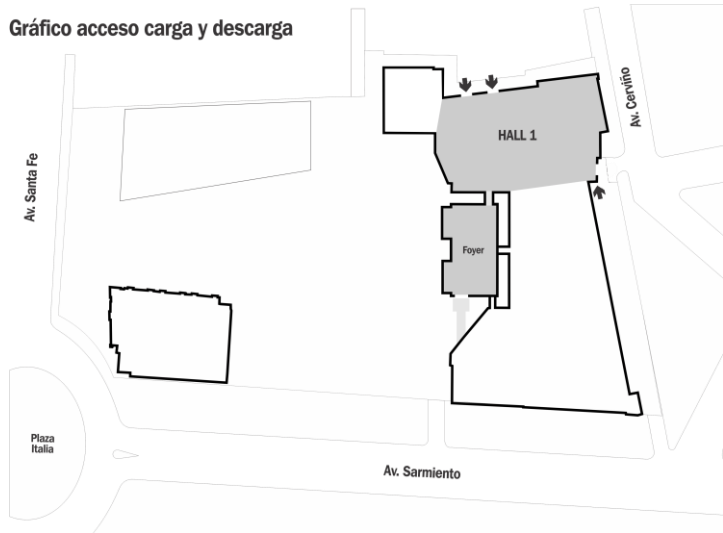 Gráfico acceso carga y descarga
Av. Cerviño
HALL 1
Av. Santa Fe
Foyer
Plaza
Italia
Av. Sarmiento